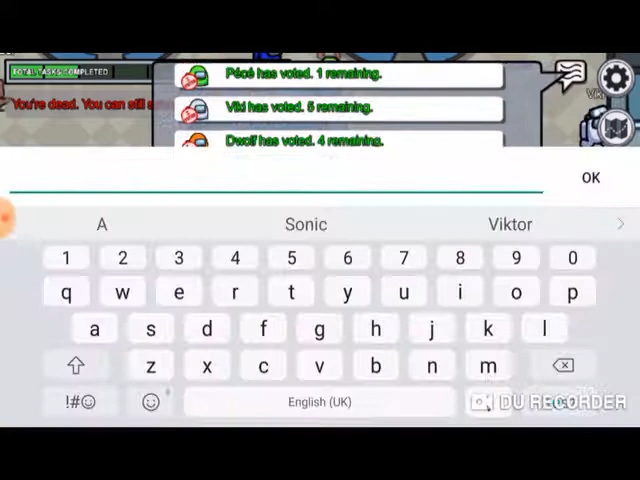 TOTAL TASKS COMPLETED
You're dead. You can still
Pécé has voted. 1 remaining.
Viki has voted. 5 remaining.
Dwolf has voted. 4 remaining.
OK
A Sonic Viktor
1 2 3 4 5 6 7 8 9 0
q w e r t y u i o p
a s d f g h j k l
z x c v b n m
!#☺ English (UK)
DU RECORDER